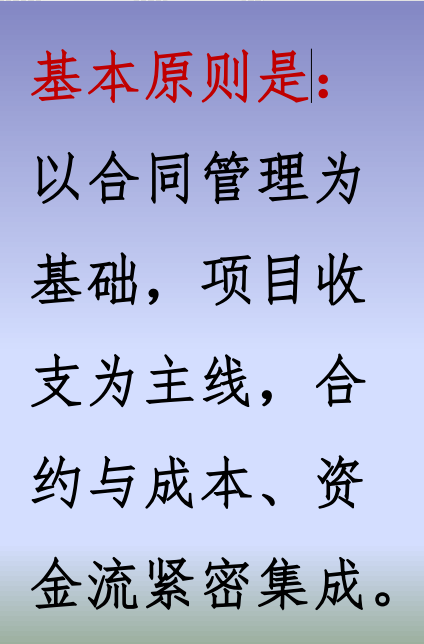 基本原则是：
以合同管理为
基础，项目收
支为主线，合
约与成本、资
金流紧密集成。